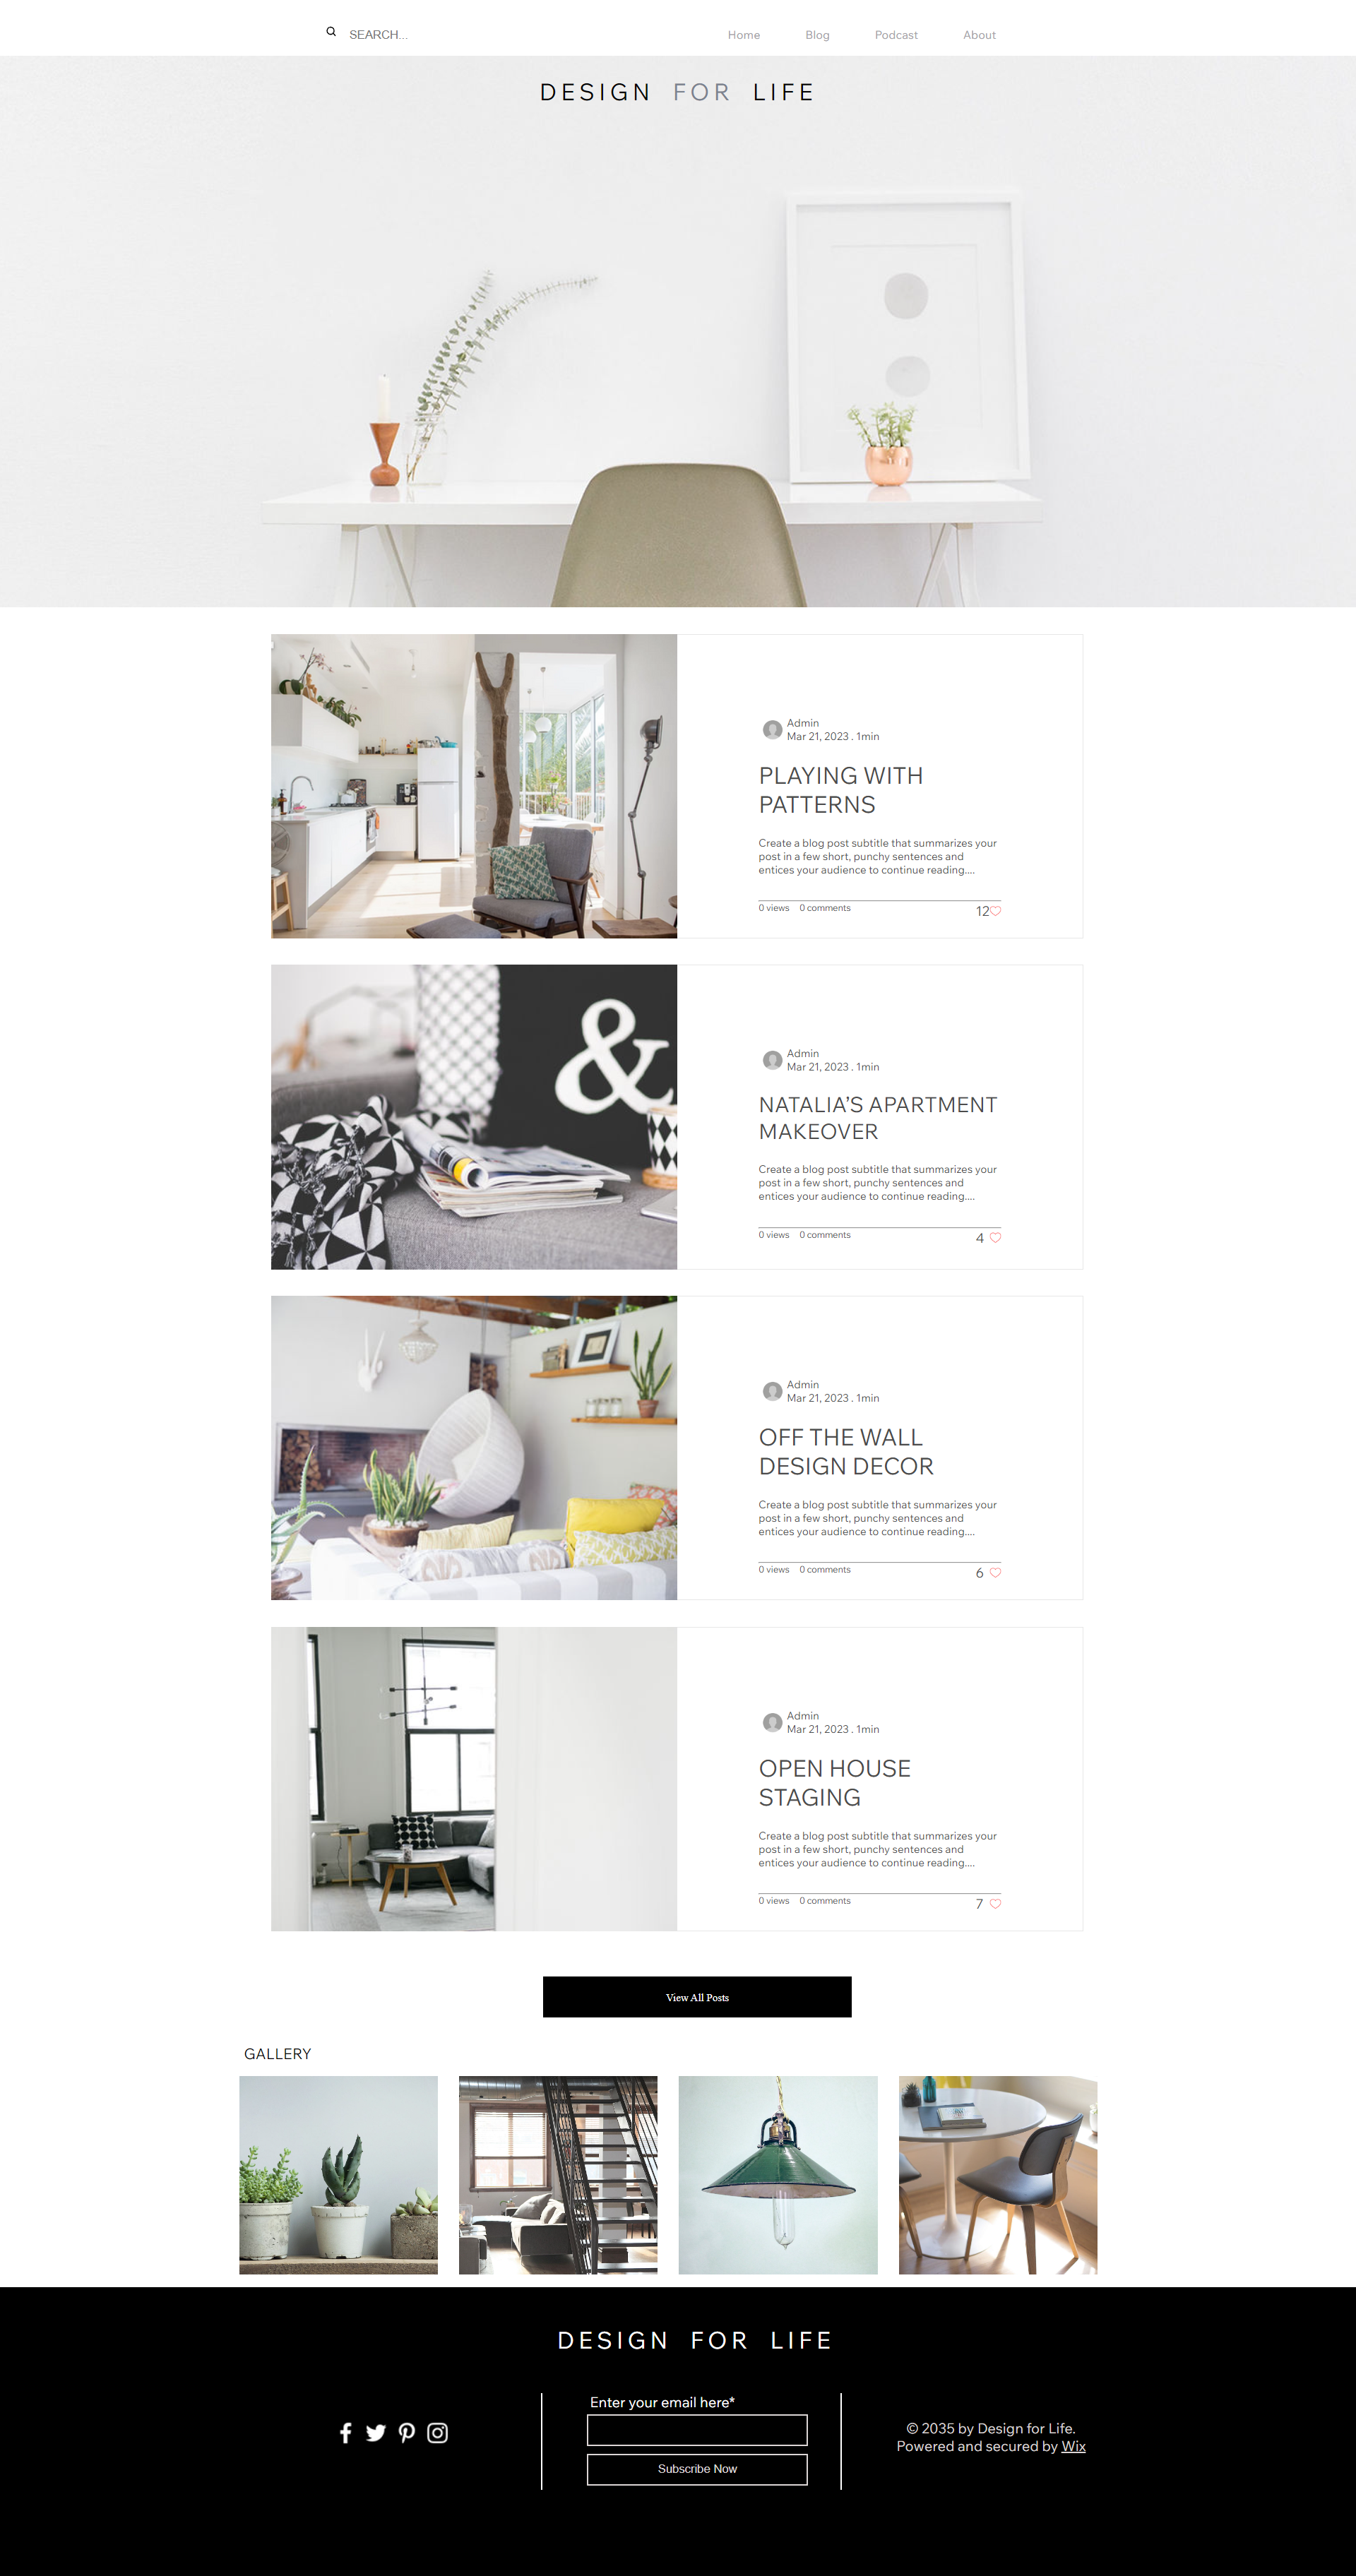 SEARCH...
Home Blog Podcast About
DESIGN FOR LIFE
Admin
Mar 21, 2023 . 1min
PLAYING WITH
PATTERNS
Create a blog post subtitle that summarizes your
post in a few short, punchy sentences and
entices your audience to continue reading....
0 views 0 comments 12
&
Admin
Mar 21, 2023 . 1min
NATALIA’S APARTMENT
MAKEOVER
Create a blog post subtitle that summarizes your
post in a few short, punchy sentences and
entices your audience to continue reading....
0 views 0 comments 4
Admin
Mar 21, 2023 . 1min
OFF THE WALL
DESIGN DECOR
Create a blog post subtitle that summarizes your
post in a few short, punchy sentences and
entices your audience to continue reading....
0 views 0 comments 6
Admin
Mar 21, 2023 . 1min
OPEN HOUSE
STAGING
Create a blog post subtitle that summarizes your
post in a few short, punchy sentences and
entices your audience to continue reading....
0 views 0 comments 7
View All Posts
GALLERY
DESIGN FOR LIFE
Enter your email here*
Subscribe Now
© 2035 by Design for Life.
Powered and secured by Wix